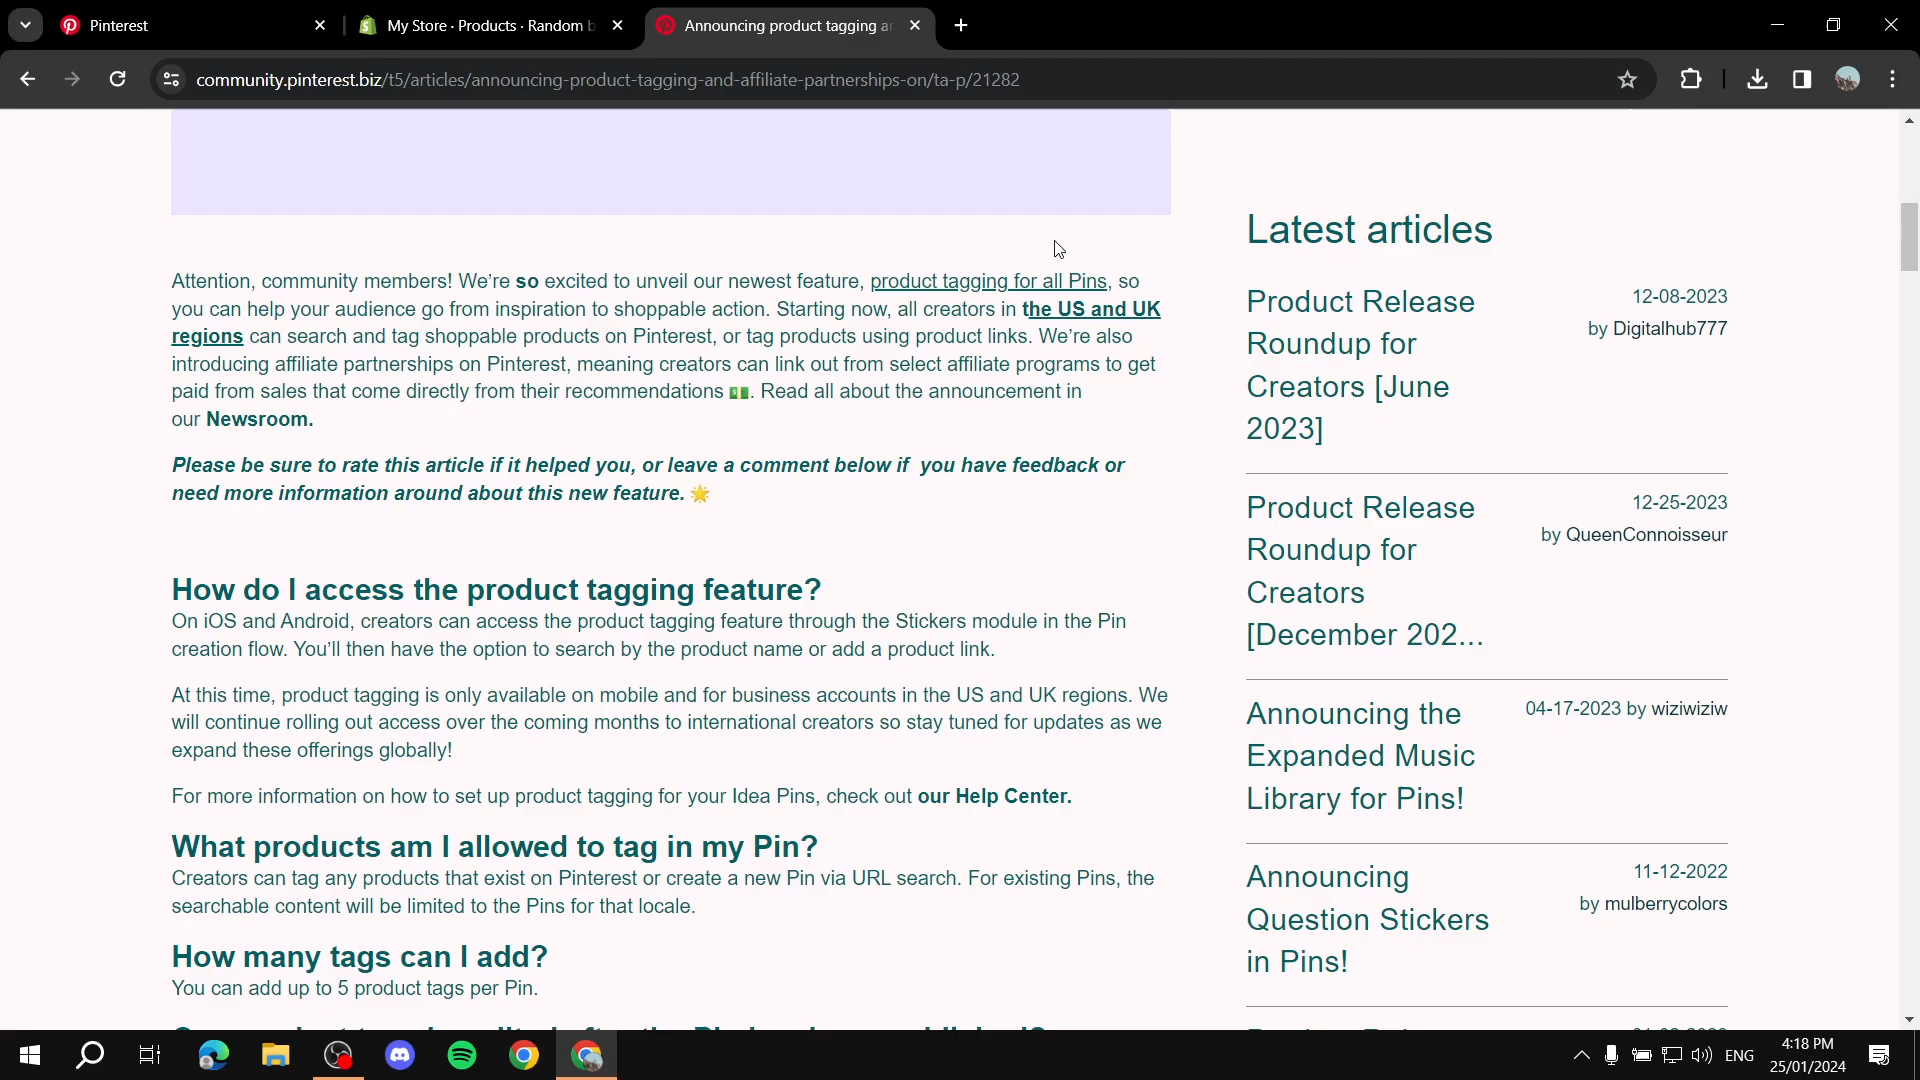 Pinterest
My Store · Products · Random b
Announcing product tagging a
community.pinterest.biz/t5/articles/announcing-product-tagging-and-affiliate-partnerships-on/ta-p/21282
Attention, community members! We're so excited to unveil our newest feature, product tagging for all Pins, so
you can help your audience go from inspiration to shoppable action. Starting now, all creators in the US and UK
regions can search and tag shoppable products on Pinterest, or tag products using product links. We're also
introducing affiliate partnerships on Pinterest, meaning creators can link out from select affiliate programs to get
paid from sales that come directly from their recommendations 💵. Read all about the announcement in
our Newsroom.
Please be sure to rate this article if it helped you, or leave a comment below if you have feedback or
need more information around about this new feature. 🌟
How do I access the product tagging feature?
On iOS and Android, creators can access the product tagging feature through the Stickers module in the Pin
creation flow. You'll then have the option to search by the product name or add a product link.
At this time, product tagging is only available on mobile and for business accounts in the US and UK regions. We
will continue rolling out access over the coming months to international creators so stay tuned for updates as we
expand these offerings globally!
For more information on how to set up product tagging for your Idea Pins, check out our Help Center.
What products am I allowed to tag in my Pin?
Creators can tag any products that exist on Pinterest or create a new Pin via URL search. For existing Pins, the
searchable content will be limited to the Pins for that locale.
How many tags can I add?
You can add up to 5 product tags per Pin.
Latest articles
Product Release
Roundup for
Creators [June
2023]
12-08-2023
by Digitalhub777
Product Release
Roundup for
Creators
[December 202...
12-25-2023
by QueenConnoisseur
Announcing the
Expanded Music
Library for Pins!
04-17-2023 by wiziwiziw
Announcing
Question Stickers
in Pins!
11-12-2022
by mulberrycolors
ENG
4:18 PM
25/01/2024